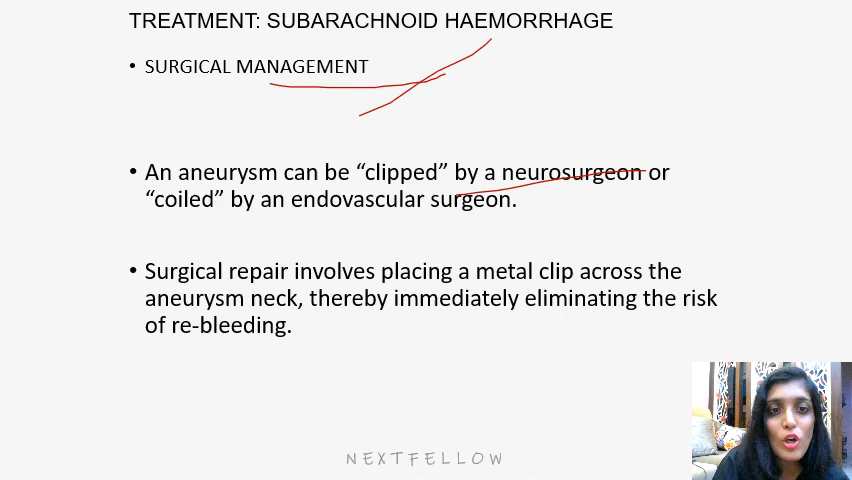 TREATMENT: SUBARACHNOID HAEMORRHAGE
• SURGICAL MANAGEMENT
• An aneurysm can be “clipped” by a neurosurgeon or
“coiled” by an endovascular surgeon.
• Surgical repair involves placing a metal clip across the
aneurysm neck, thereby immediately eliminating the risk
of re-bleeding.
NEXTFELLOW